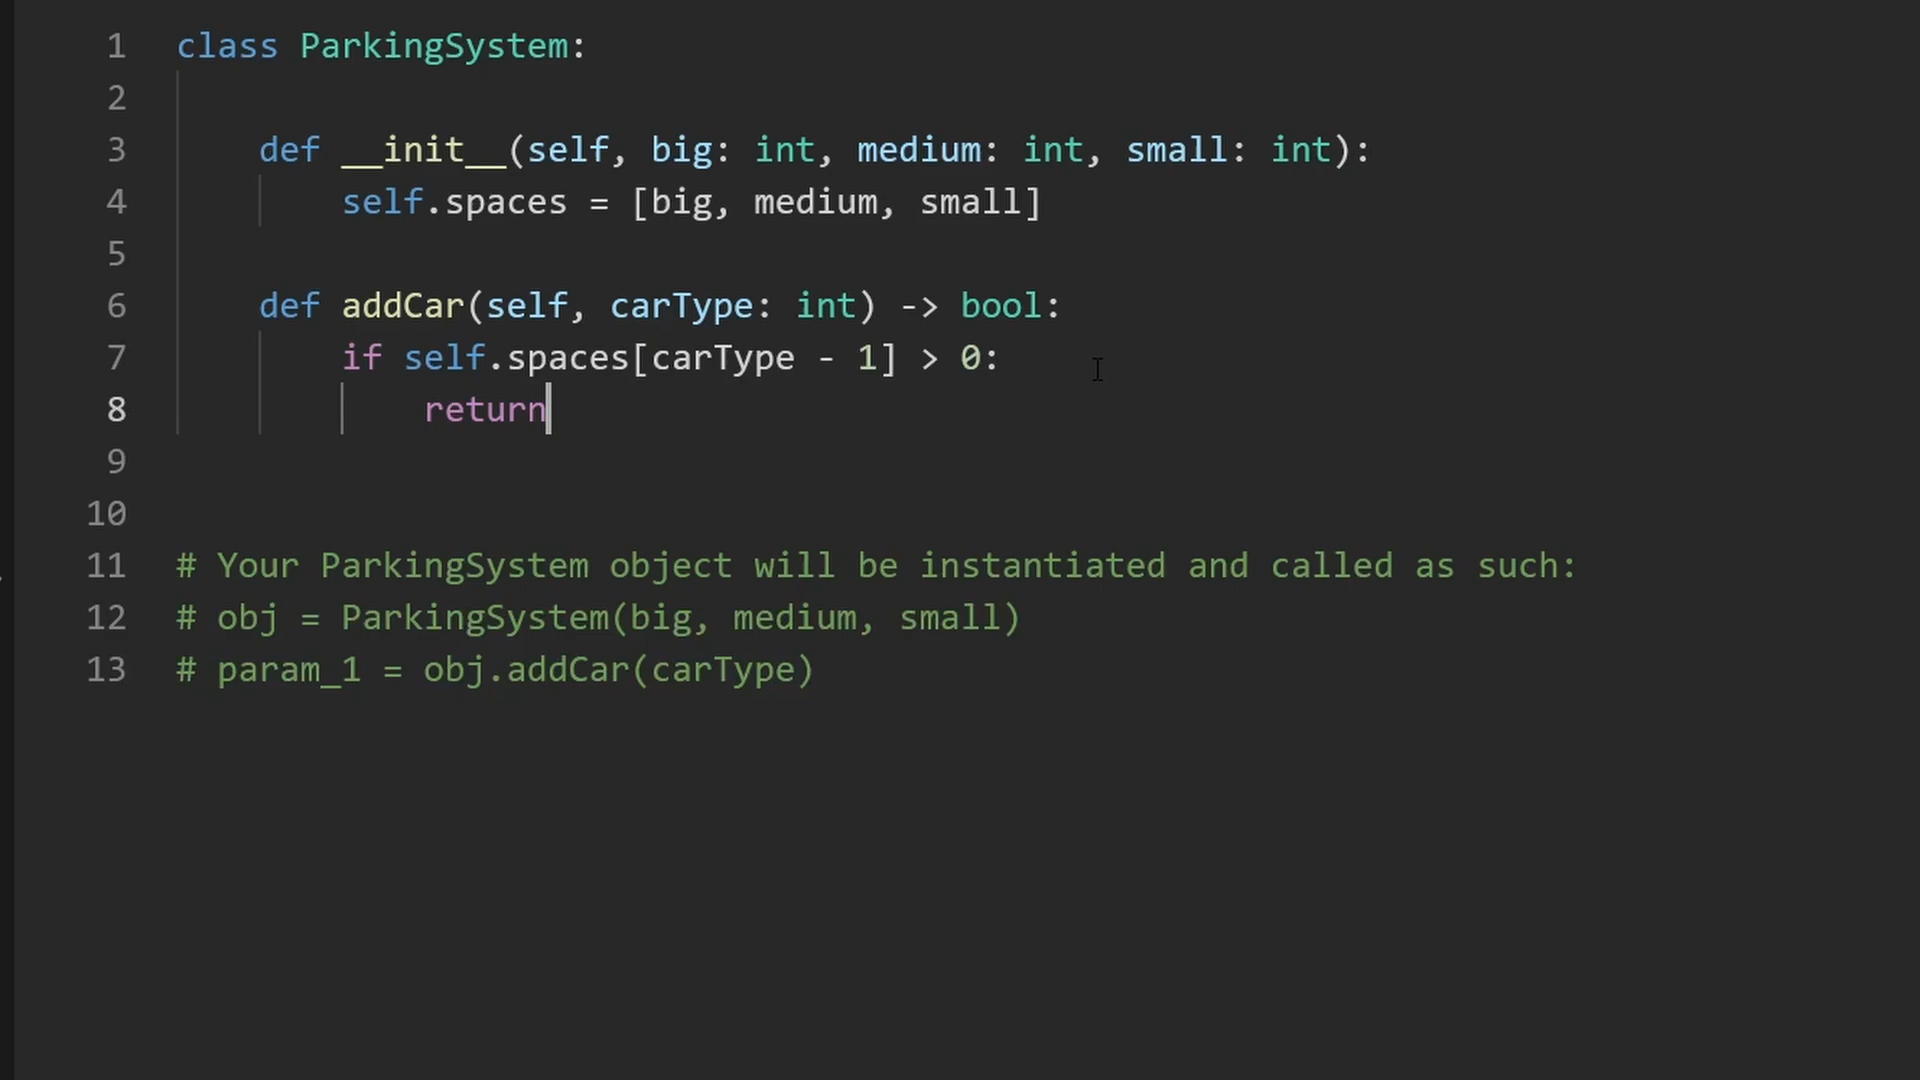 1 class ParkingSystem:
2
3 def __init__(self, big: int, medium: int, small: int):
4 self.spaces = [big, medium, small]
5
6 def addCar(self, carType: int) -> bool:
7 if self.spaces[carType - 1] > 0:
8 return
9
10
11 # Your ParkingSystem object will be instantiated and called as such:
12 # obj = ParkingSystem(big, medium, small)
13 # param_1 = obj.addCar(carType)